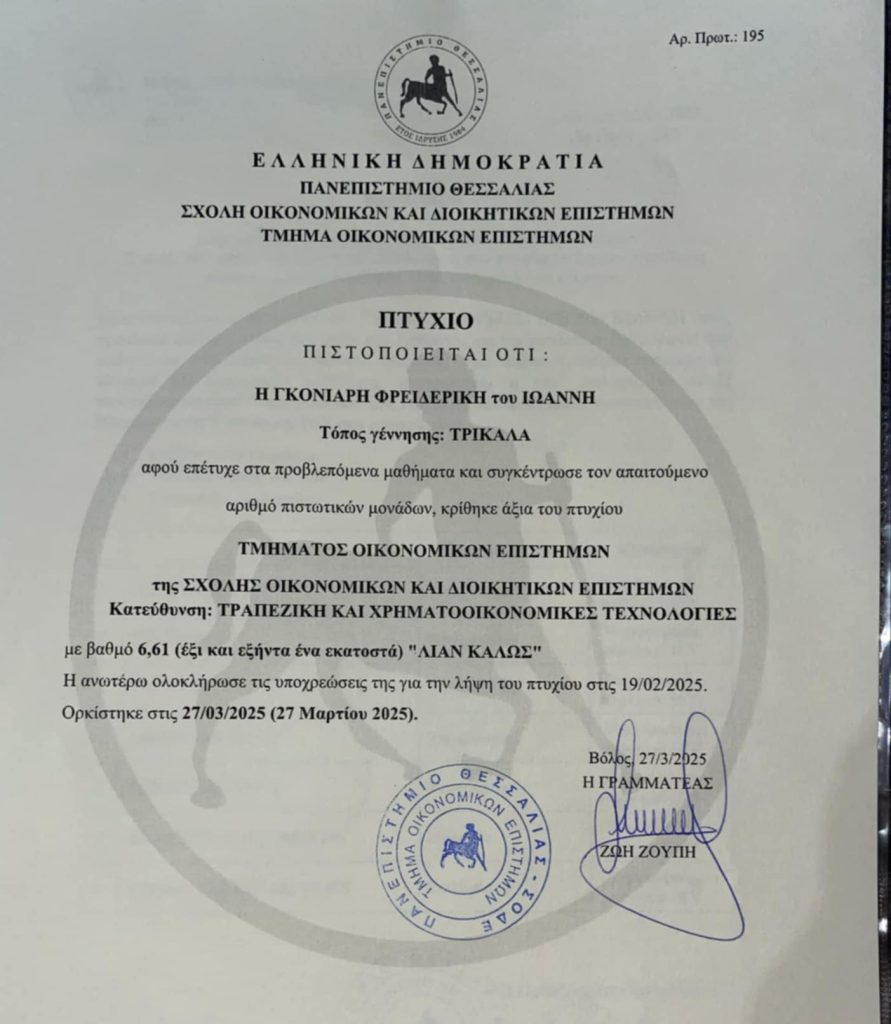 Αρ. Πρωτ.: 195
ΠΑΝΕΠΙΣΤΗΜΙΟ ΘΕΣΣΑΛΙΑΣ
ΕΤΟΣ ΙΔΡΥΣΗΣ 1984
ΕΛΛΗΝΙΚΗ ΔΗΜΟΚΡΑΤΙΑ
ΠΑΝΕΠΙΣΤΗΜΙΟ ΘΕΣΣΑΛΙΑΣ
ΣΧΟΛΗ ΟΙΚΟΝΟΜΙΚΩΝ ΚΑΙ ΔΙΟΙΚΗΤΙΚΩΝ ΕΠΙΣΤΗΜΩΝ
ΤΜΗΜΑ ΟΙΚΟΝΟΜΙΚΩΝ ΕΠΙΣΤΗΜΩΝ
ΠΤΥΧΙΟ
ΠΙΣΤΟΠΟΙΕΙΤΑΙ ΟΤΙ :
Η ΓΚΟΝΙΑΡΗ ΦΡΕΙΔΕΡΙΚΗ του ΙΩΑΝΝΗ
Τόπος γέννησης: ΤΡΙΚΑΛΑ
αφού επέτυχε στα προβλεπόμενα μαθήματα και συγκέντρωσε τον απαιτούμενο
αριθμό πιστωτικών μονάδων, κρίθηκε άξια του πτυχίου
ΤΜΗΜΑΤΟΣ ΟΙΚΟΝΟΜΙΚΩΝ ΕΠΙΣΤΗΜΩΝ
της ΣΧΟΛΗΣ ΟΙΚΟΝΟΜΙΚΩΝ ΚΑΙ ΔΙΟΙΚΗΤΙΚΩΝ ΕΠΙΣΤΗΜΩΝ
Κατεύθυνση: ΤΡΑΠΕΖΙΚΗ ΚΑΙ ΧΡΗΜΑΤΟΟΙΚΟΝΟΜΙΚΕΣ ΤΕΧΝΟΛΟΓΙΕΣ
με βαθμό 6,61 (έξι και εξήντα ένα εκατοστά) "ΛΙΑΝ ΚΑΛΩΣ"
Η ανωτέρω ολοκλήρωσε τις υποχρεώσεις της για την λήψη του πτυχίου στις 19/02/2025.
Ορκίστηκε στις 27/03/2025 (27 Μαρτίου 2025).
Βόλος, 27/3/2025
Η ΓΡΑΜΜΑΤΕΑΣ
ΖΩΗ ΖΟΥΠΗ
ΠΑΝΕΠΙΣΤΗΜΙΟ ΘΕΣΣΑΛΙΑΣ - ΣΟΔΕ
ΤΜΗΜΑ ΟΙΚΟΝΟΜΙΚΩΝ ΕΠΙΣΤΗΜΩΝ